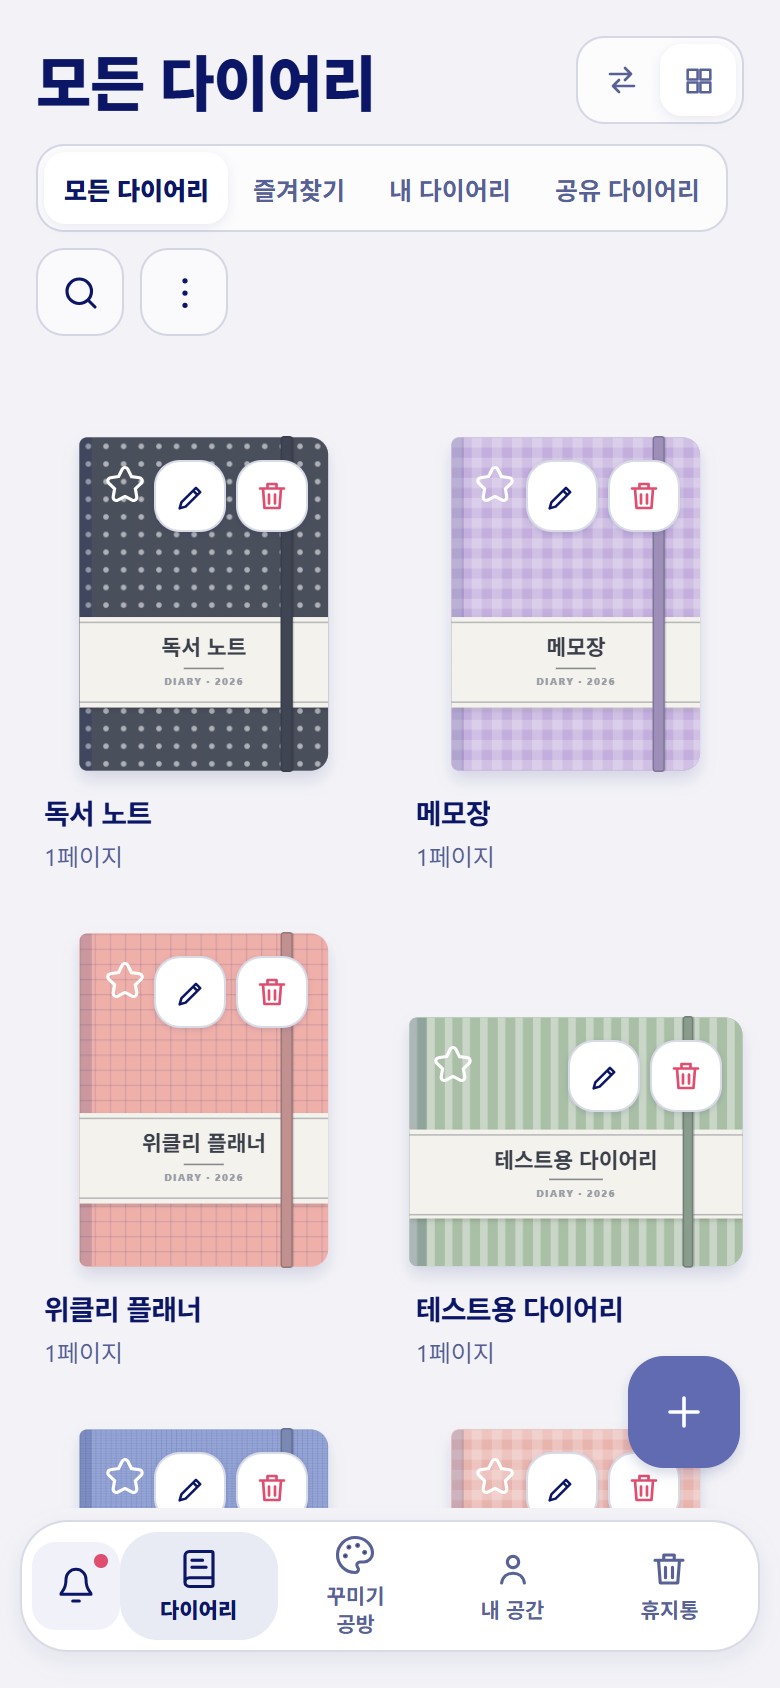 모든 다이어리
모든 다이어리 즐겨찾기 내 다이어리 공유 다이어리
독서 노트
DIARY · 2026
메모장
DIARY · 2026
독서 노트
1페이지
메모장
1페이지
위클리 플래너
DIARY · 2026
테스트용 다이어리
DIARY · 2026
위클리 플래너
1페이지
테스트용 다이어리
1페이지
다이어리
꾸미기
공방
내 공간
휴지통